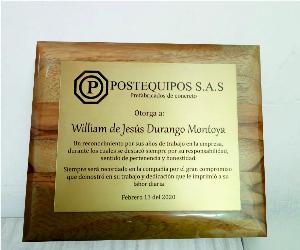 P
POSTEQUIPOS S.A.S
Prefabricados de concreto
Otorga a:
William de Jesús Durango Montoya
Un reconocimiento por sus años de trabajo en la empresa,
durante los cuales se destacó siempre por su responsabilidad,
sentido de pertenencia y honestidad.
Siempre será recordado en la compañía por el gran compromiso
que demostró en su trabajo y dedicación que le imprimió a su
labor diaria.
Febrero 13 del 2020